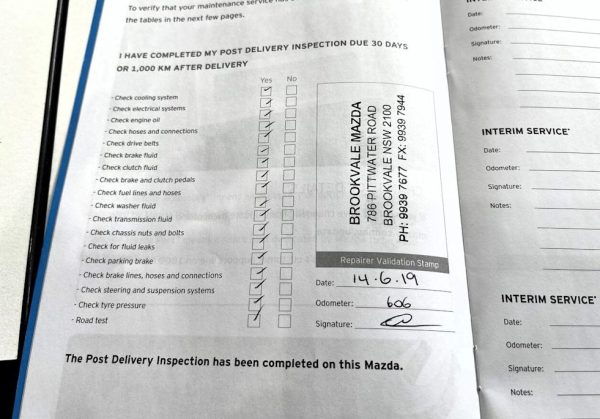 To verify that your maintenance service has
the tables in the next few pages.
I HAVE COMPLETED MY POST DELIVERY INSPECTION DUE 30 DAYS
OR 1,000 KM AFTER DELIVERY
Yes No
- Check cooling system
- Check electrical systems
- Check engine oil
- Check hoses and connections
- Check drive belts
- Check brake fluid
- Check clutch fluid
- Check brake and clutch pedals
- Check fuel lines and hoses
- Check washer fluid
- Check transmission fluid
- Check chassis nuts and bolts
- Check for fluid leaks
- Check parking brake
- Check brake lines, hoses and connections
- Check steering and suspension systems
- Check tyre pressure
- Road test
BROOKVALE MAZDA
786 PITTWATER ROAD
BROOKVALE NSW 2100
PH: 9939 7677 FX: 9939 7944
Repairer Validation Stamp
Date: 14.6.19
Odometer: 606
Signature:
The Post Delivery Inspection has been completed on this Mazda.
Date:
Odometer:
Signature:
Notes:
INTERIM SERVICE*
Date:
Odometer:
Signature:
Notes:
INTERIM SERVICE*
Date:
Odometer:
Signature:
Notes: